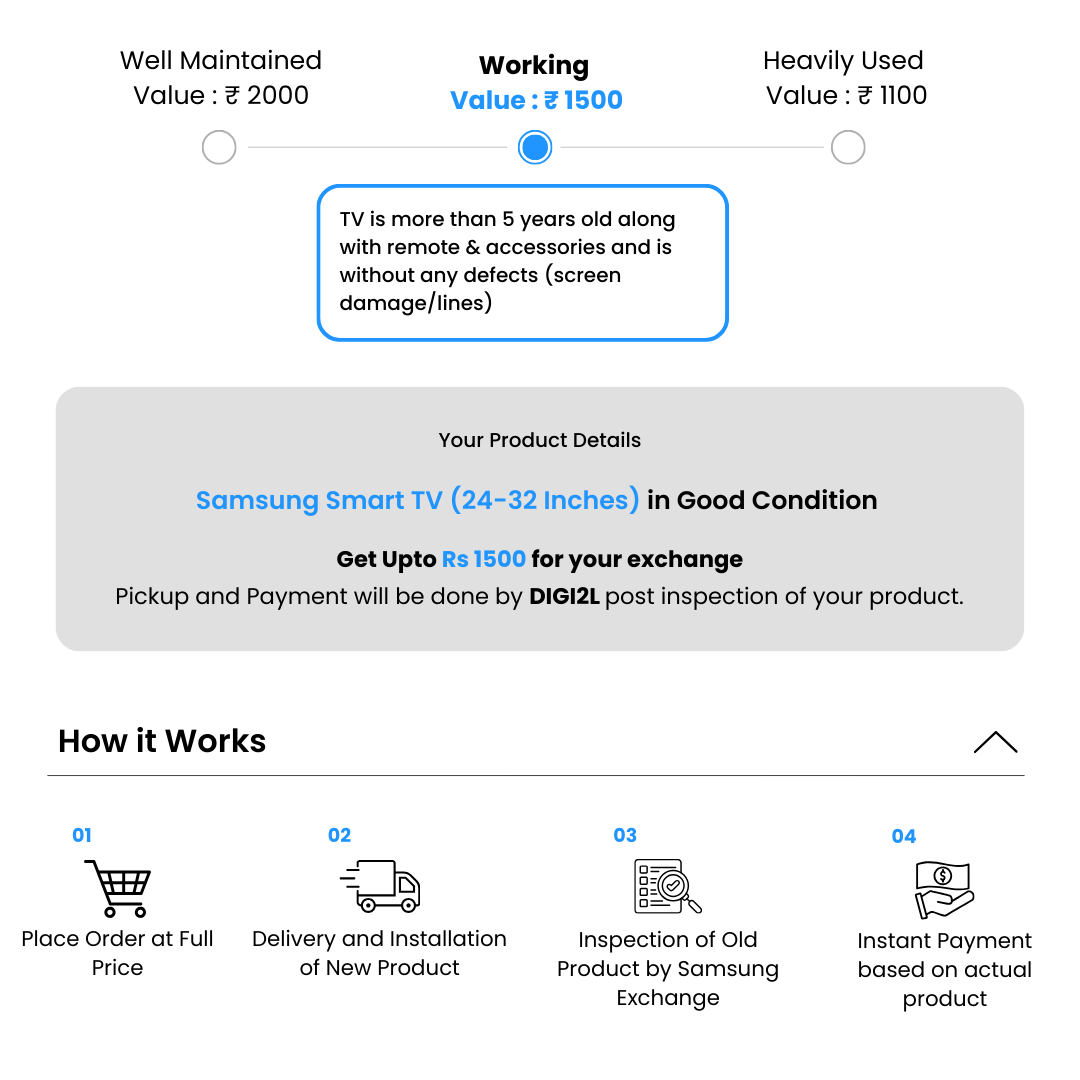 Well Maintained
Value : ₹ 2000
Working
Value : ₹ 1500
Heavily Used
Value : ₹ 1100
TV is more than 5 years old along
with remote & accessories and is
without any defects (screen
damage/lines)
Your Product Details
Samsung Smart TV (24-32 Inches) in Good Condition
Get Upto Rs 1500 for your exchange
Pickup and Payment will be done by DIGI2L post inspection of your product.
How it Works
01
Place Order at Full
Price
02
Delivery and Installation
of New Product
03
Inspection of Old
Product by Samsung
Exchange
04
Instant Payment
based on actual
product